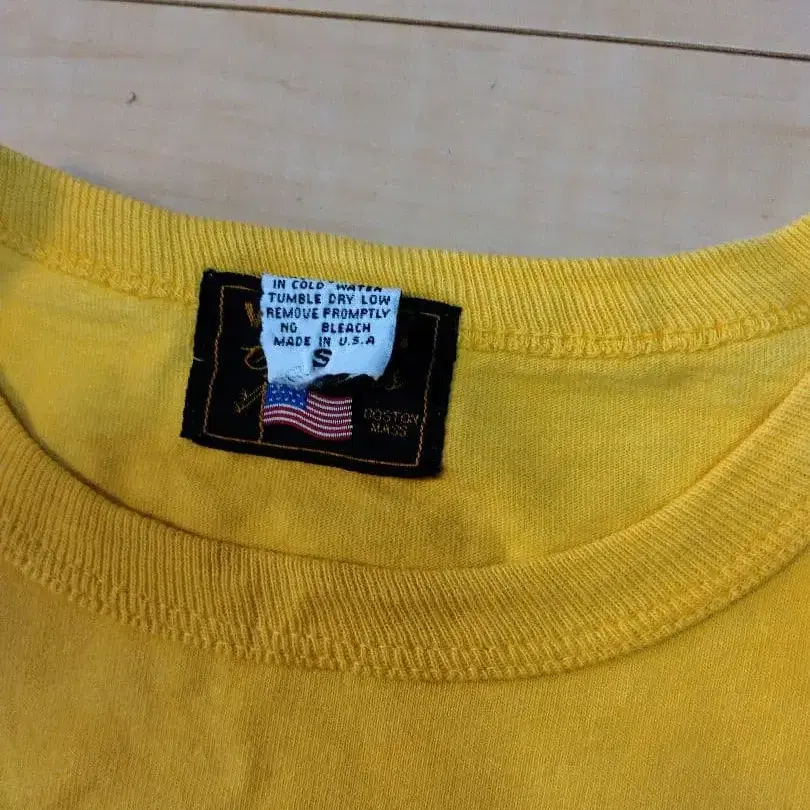 IN COLD WATER
TUMBLE DRY LOW
REMOVE PROMPTLY
NO BLEACH
MADE IN U.S.A
S
BOSTON
MASS